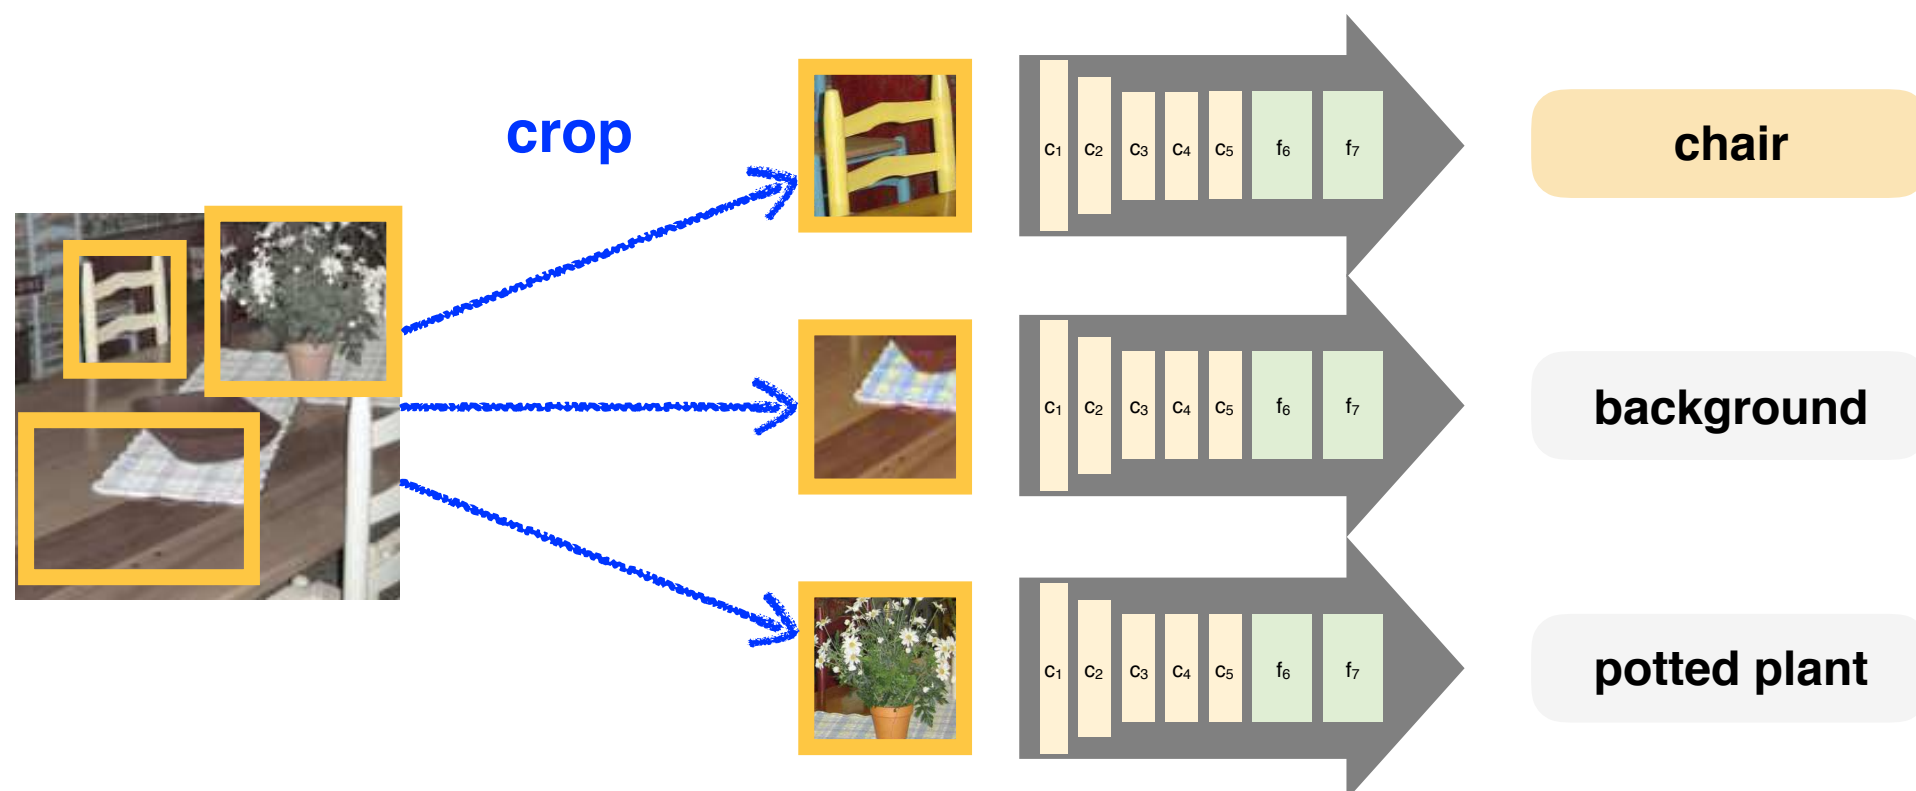 crop
c₁ c₂ c₃ c₄ c₅ f₆ f₇
chair
c₁ c₂ c₃ c₄ c₅ f₆ f₇
background
c₁ c₂ c₃ c₄ c₅ f₆ f₇
potted plant